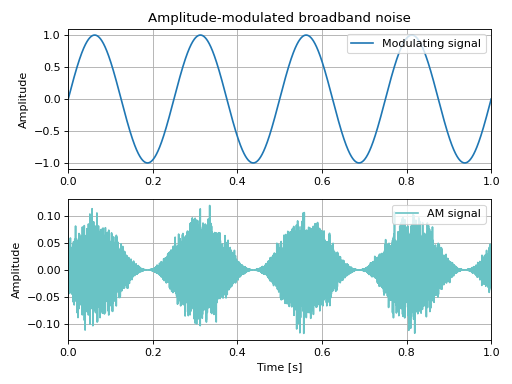 Amplitude-modulated broadband noise
Modulating signal
Amplitude
1.0
0.5
0.0
−0.5
−1.0
0.0 0.2 0.4 0.6 0.8 1.0
AM signal
Amplitude
0.10
0.05
0.00
−0.05
−0.10
0.0 0.2 0.4 0.6 0.8 1.0
Time [s]